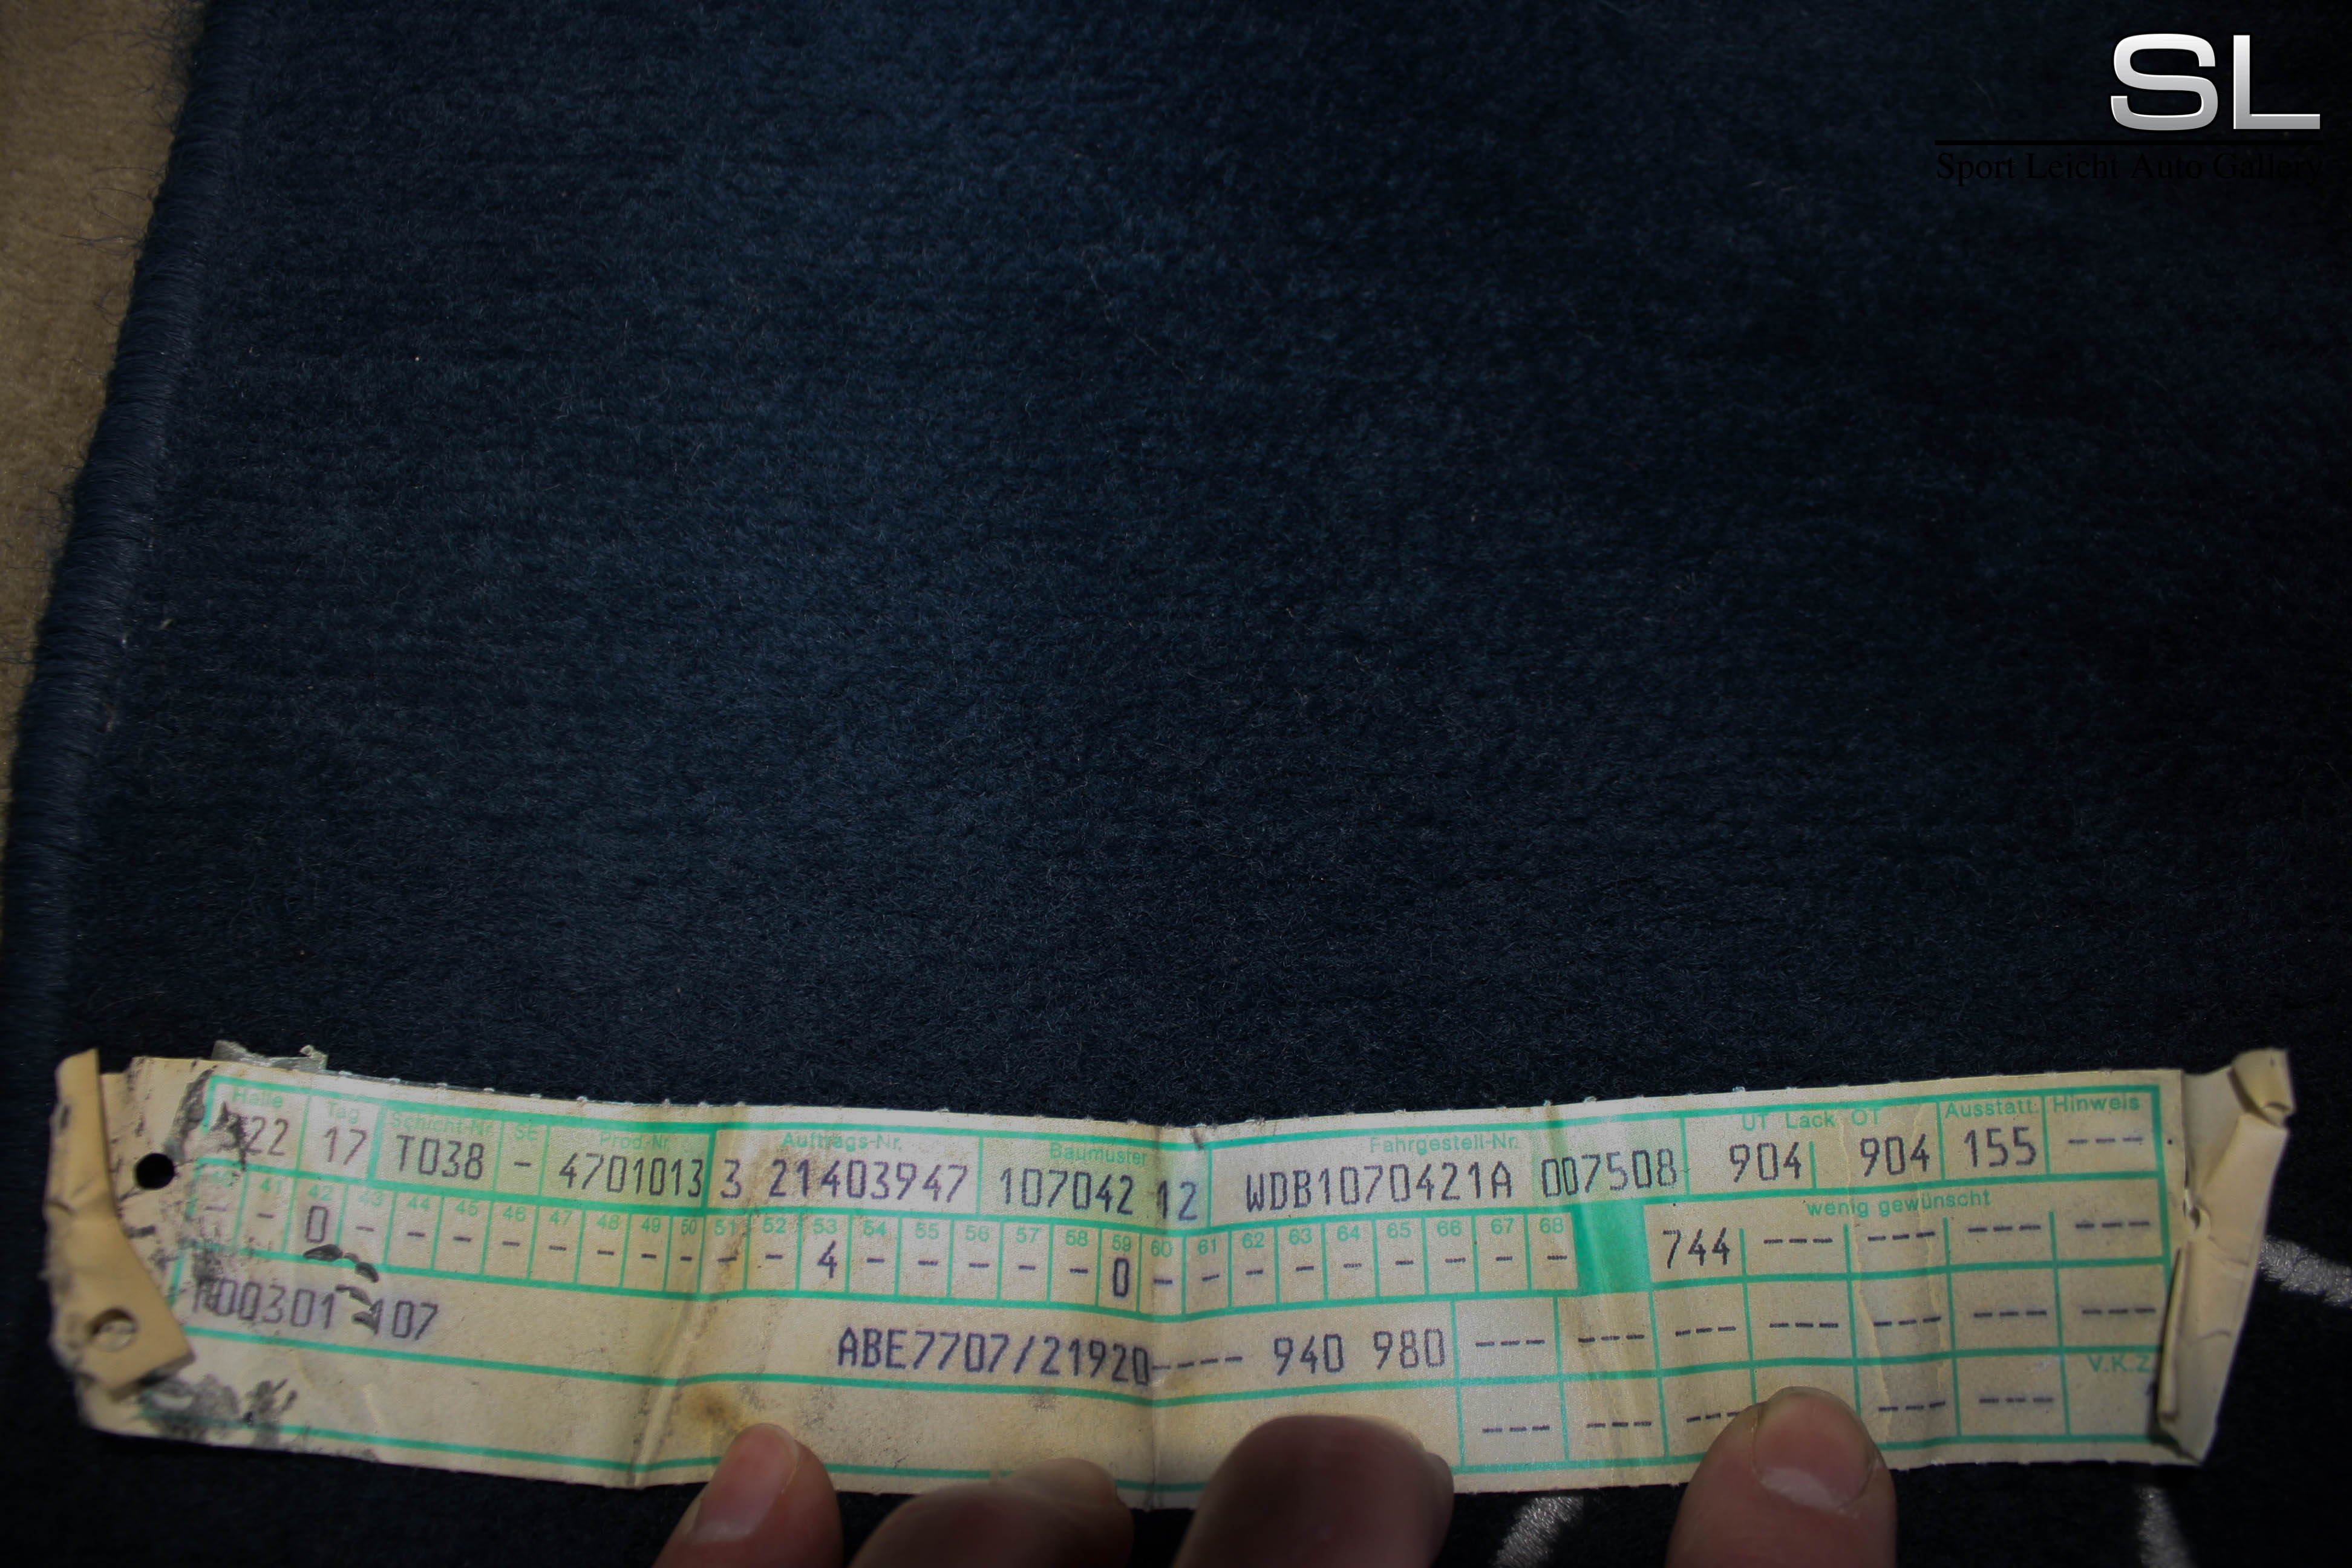 SL
Sport Leicht Auto Gallery
Halle Tag Schicht-Nr. SE Prod-Nr. Auftrags-Nr. Baumuster Fahrgestell-Nr. UT Lack OT Ausstatt. Hinweis
22 17 T038 - 4701013 3 21403947 107042 12 WDB1070421A 007508 904 904 155 ---
41 42 43 44 45 46 47 48 49 50 51 52 53 54 55 56 57 58 59 60 61 62 63 64 65 66 67 68 wenig gewünscht
- - 0 - - - - - - - - - - 4 - - - - - 0 - - - - - - - - - 744 --- --- --- ---
00301 107 ABE7707/21920---- 940 980 --- --- --- --- --- --- ---
V.K.Z.
--- --- --- --- ---